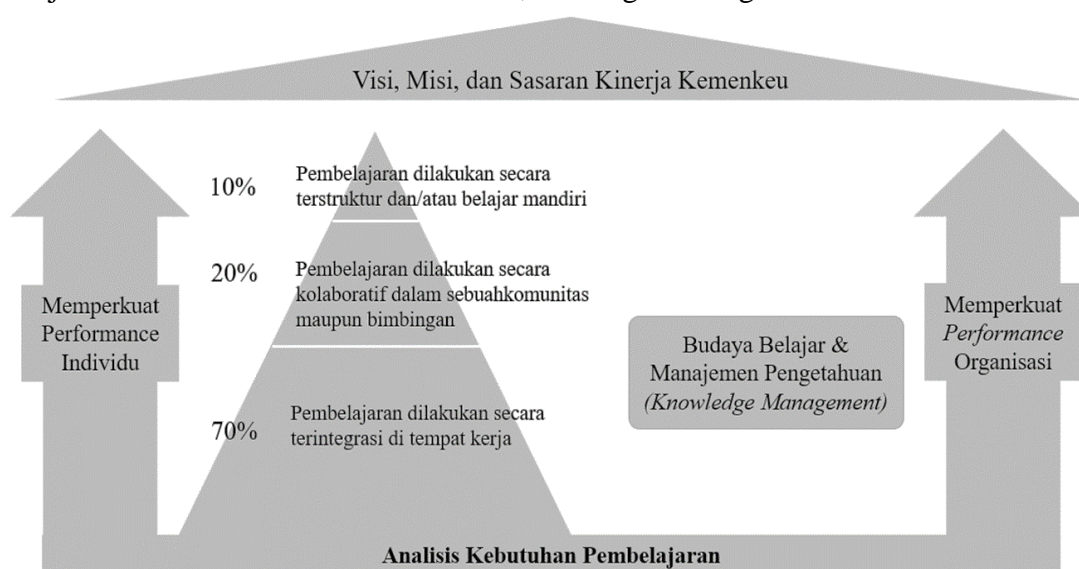 Visi, Misi, dan Sasaran Kinerja Kemenkeu
10%
Pembelajaran dilakukan secara
terstruktur dan/atau belajar mandiri
20%
Pembelajaran dilakukan secara
kolaboratif dalam sebuahkomunitas
maupun bimbingan
70%
Pembelajaran dilakukan secara
terintegrasi di tempat kerja
Memperkuat
Performance
Individu
Budaya Belajar &
Manajemen Pengetahuan
(Knowledge Management)
Memperkuat
Performance
Organisasi
Analisis Kebutuhan Pembelajaran